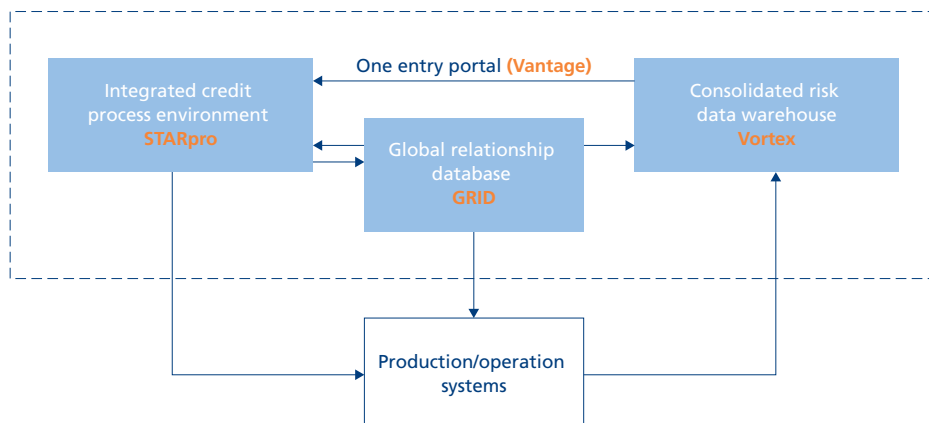 One entry portal (Vantage)
Integrated credit
process environment
STARpro
Global relationship
database
GRID
Consolidated risk
data warehouse
Vortex
Production/operation
systems